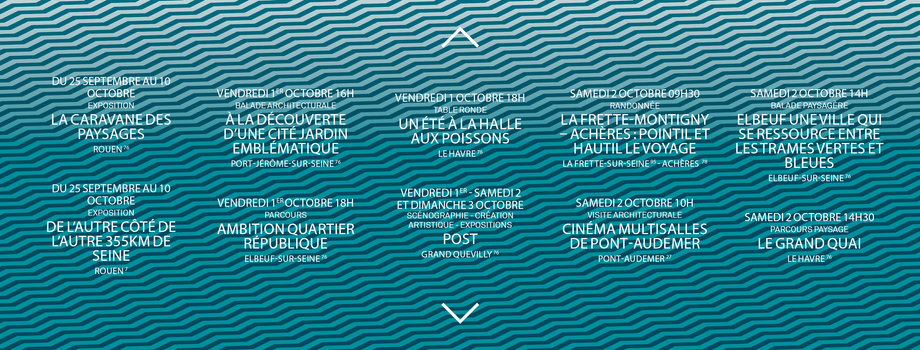 DU 25 SEPTEMBRE AU 10
OCTOBRE
EXPOSITION
LA CARAVANE DES
PAYSAGES
ROUEN 76
DU 25 SEPTEMBRE AU 10
OCTOBRE
EXPOSITION
DE L'AUTRE CÔTÉ DE
L'AUTRE 355KM DE
SEINE
ROUEN 7
VENDREDI 1ER OCTOBRE 16H
BALADE ARCHITECTURALE
À LA DÉCOUVERTE
D'UNE CITÉ JARDIN
EMBLÉMATIQUE
PORT-JÉRÔME-SUR-SEINE 76
VENDREDI 1ER OCTOBRE 18H
PARCOURS
AMBITION QUARTIER
RÉPUBLIQUE
ELBEUF-SUR-SEINE 76
VENDREDI 1 OCTOBRE 18H
TABLE RONDE
UN ÉTÉ À LA HALLE
AUX POISSONS
LE HAVRE 76
VENDREDI 1ER - SAMEDI 2
ET DIMANCHE 3 OCTOBRE
SCÉNOGRAPHIE - CRÉATION
ARTISTIQUE - EXPOSITIONS
POST
GRAND QUEVILLY 76
SAMEDI 2 OCTOBRE 09H30
RANDONNÉE
LA FRETTE-MONTIGNY
– ACHÈRES : POINTIL ET
HAUTIL LE VOYAGE
LA FRETTE-SUR-SEINE 95 - ACHÈRES 78
SAMEDI 2 OCTOBRE 10H
VISITE ARCHITECTURALE
CINÉMA MULTISALLES
DE PONT-AUDEMER
PONT-AUDEMER 27
SAMEDI 2 OCTOBRE 14H
BALADE PAYSAGÈRE
ELBEUF UNE VILLE QUI
SE RESSOURCE ENTRE
LES TRAMES VERTES ET
BLEUES
ELBEUF-SUR-SEINE 76
SAMEDI 2 OCTOBRE 14H30
PARCOURS PAYSAGE
LE GRAND QUAI
LE HAVRE 76